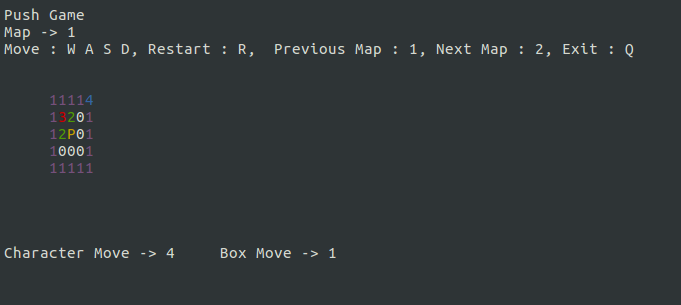 Push Game
Map -> 1
Move : W A S D, Restart : R,  Previous Map : 1, Next Map : 2, Exit : Q
11114
13201
12P01
10001
11111
Character Move -> 4     Box Move -> 1